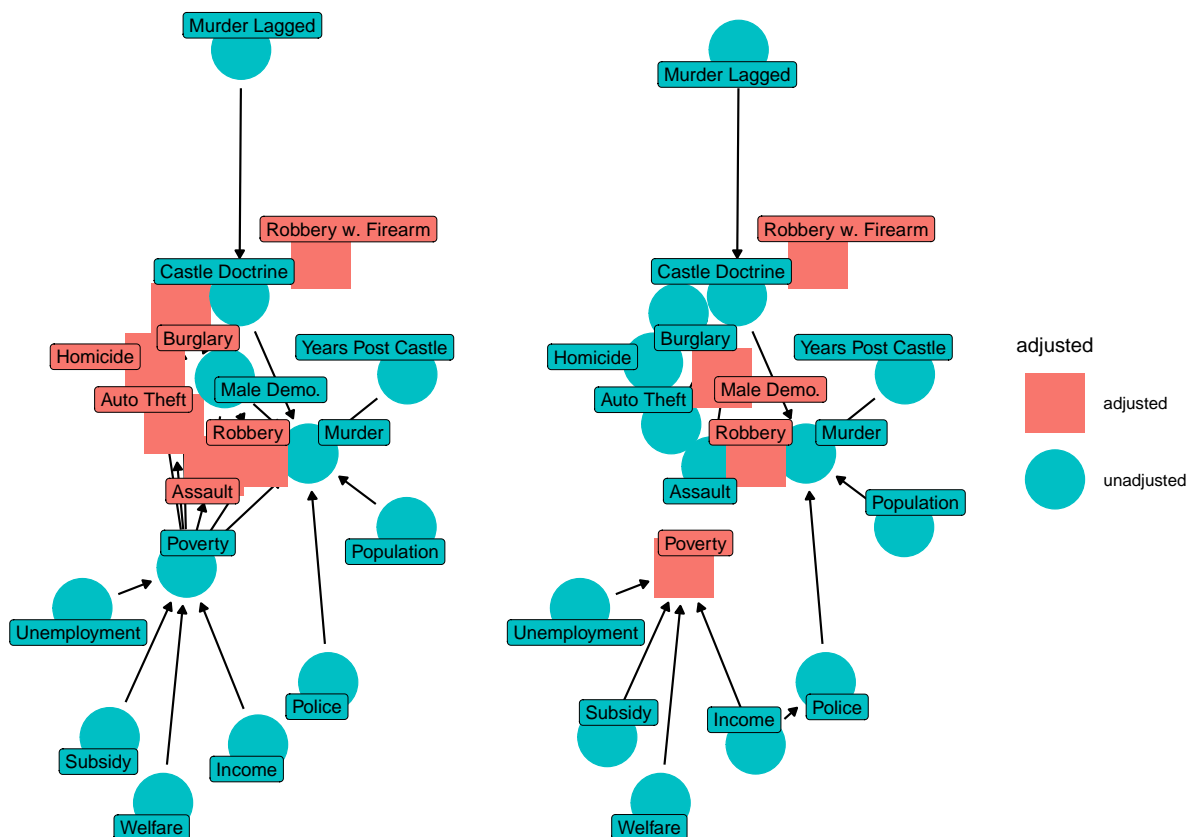 Murder Lagged
Robbery w. Firearm
Castle Doctrine
Burglary
Years Post Castle
Homicide
Male Demo.
Auto Theft
Robbery
Murder
Assault
Poverty
Population
Unemployment
Police
Subsidy
Income
Welfare
Murder Lagged
Robbery w. Firearm
Castle Doctrine
Burglary
Years Post Castle
Homicide
Male Demo.
Auto Theft
Robbery
Murder
Assault
Population
Poverty
Unemployment
Subsidy
Income
Police
Welfare
adjusted
adjusted
unadjusted